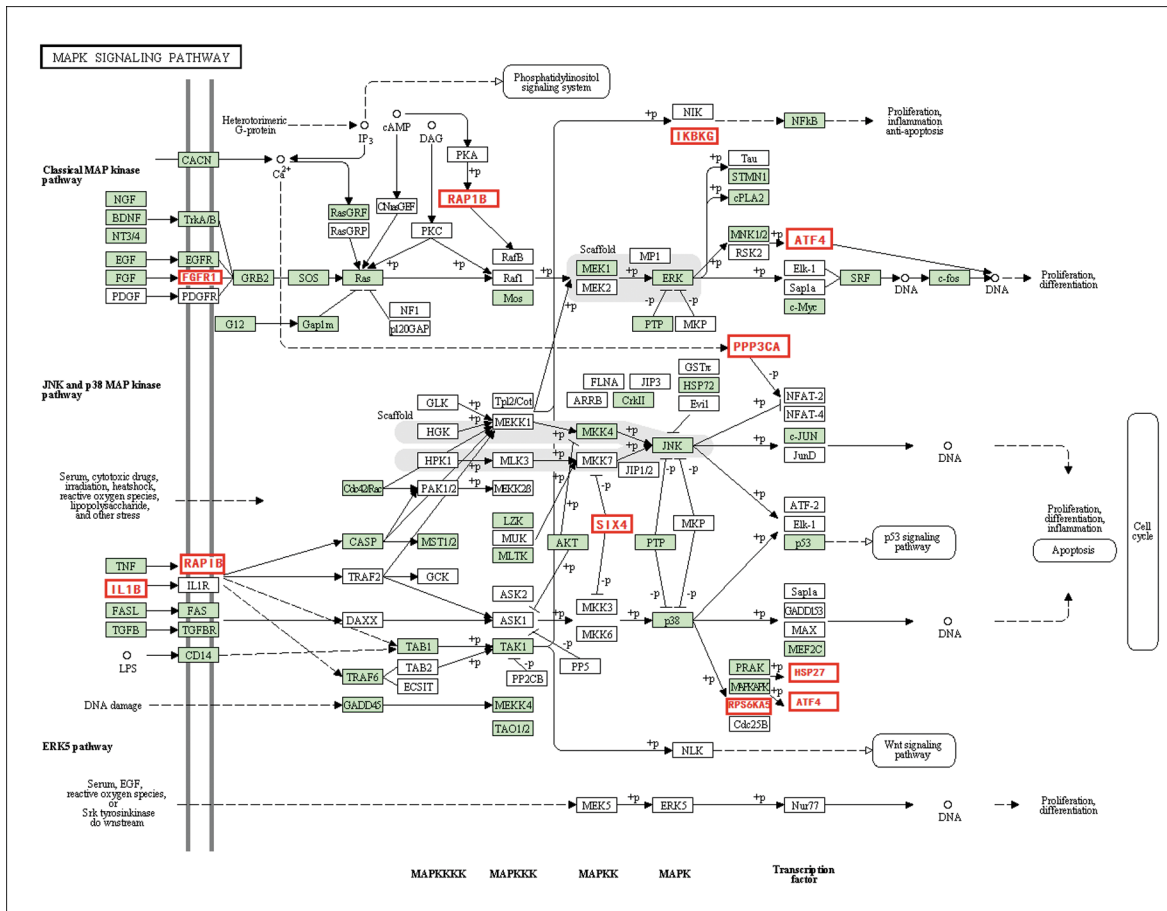 MAPK SIGNALING PATHWAY
Phosphatidylinositol
signaling system
Heterotorimeric
G-protein
IP3
cAMP
DAG
NIK
+p
IKBKG
NFkB
Proliferation,
inflammation
anti-apoptosis
CACN
Ca2+
PKA
+p
Classical MAP kinase
pathway
RAP1B
Tau
+p
STMN1
+p
cPLA2
NGF
BDNF
NT3/4
TrkA/B
RasGRF
RasGRP
CNrasGEF
PKC
RafB
Scaffold
MNK1/2
RSK2
+p
+p
ATF4
EGF
EGFR
FGF
FGFR1
PDGF
PDGFR
GRB2
SOS
Ras
+p
+p
Raf1
Mos
+p
+p
MEK1
MEK2
MP1
+p
ERK
+p
Elk-1
Sap1a
c-Myc
SRF
DNA
c-fos
DNA
Proliferation,
differentiation
G12
Gap1m
NF1
p120GAP
-p
-p
PTP
MKP
PPP3CA
-p
JNK and p38 MAP kinase
pathway
GSTπ
HSP72
Evi1
FLNA
JIP3
ARRB
CrkII
GLK
+p
Tpl2/Cot
+p
Scaffold
HGK
MEKK1
+p
MKK4
+p
+p
JNK
+p
NFAT-2
NFAT-4
c-JUN
JunD
DNA
HPK1
+p
MLK3
+p
MKK7
JIP1/2
Serum, cytotoxic drugs,
irradiation, heatshock,
reactive oxygen species,
lipopolysaccharide,
and other stress
Cdc42/Rac
PAK1/2
+p
MEKK2ß
-p
-p
-p
+p
ATF-2
Elk-1
p53
p53 signaling
pathway
Proliferation,
differentiation,
inflammation
Apoptosis
Cell
cycle
LZK
MUK
MLTK
SIX4
MKP
CASP
MST1/2
AKT
PTP
TNF
RAPIB
TRAF2
GCK
+p
-p
-p
-p
+p
IL1B
IL1R
ASK2
MKK3
MKK6
Sap1a
GADD153
MAX
MEF2C
FASL
FAS
DAXX
ASK1
+p
+p
p38
+p
DNA
TGFB
TGFBR
LPS
CD14
TAB1
+p
TAK1
-p
PP5
TRAF6
TAB2
ECSIT
+p
-p
PP2CB
+p
PRAK
MAPKAPK
+p
+p
HSP27
RPS6KA5
ATF4
Cdc25B
DNA damage
GADD45
MEKK4
TAO1/2
ERK5 pathway
+p
NLK
Wnt signaling
pathway
Serum, EGF,
reactive oxygen species,
or
Srk tyrosinkinase
do wnstream
MEK5
+p
ERK5
+p
Nur77
DNA
Proliferation,
differentiation
MAPKKKK
MAPKKK
MAPKK
MAPK
Transcription
factor